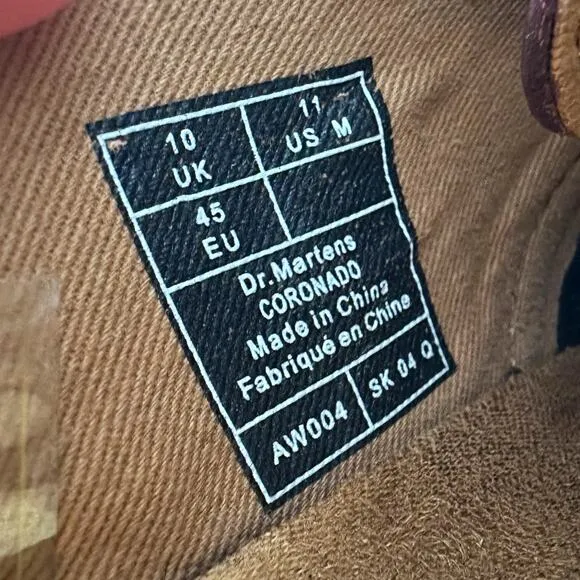 10
UK
11
US M
45
EU
Dr.Martens
CORONADO
Made in China
Fabriqué en Chine
AW004
SK 04 Q